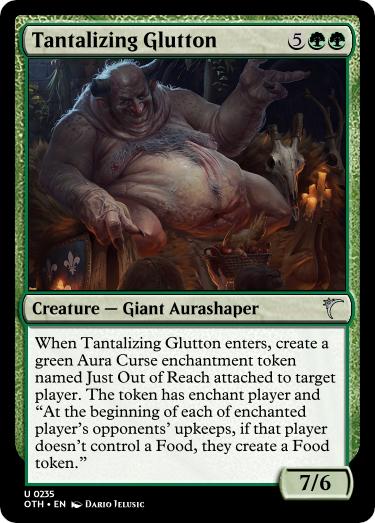 Tantalizing Glutton 5
Creature — Giant Aurashaper
When Tantalizing Glutton enters, create a
green Aura Curse enchantment token
named Just Out of Reach attached to target
player. The token has enchant player and
“At the beginning of each of enchanted
player’s opponents’ upkeeps, if that player
doesn’t control a Food, they create a Food
token.”
7/6
U 0235
OTH • EN Dario Jelusic